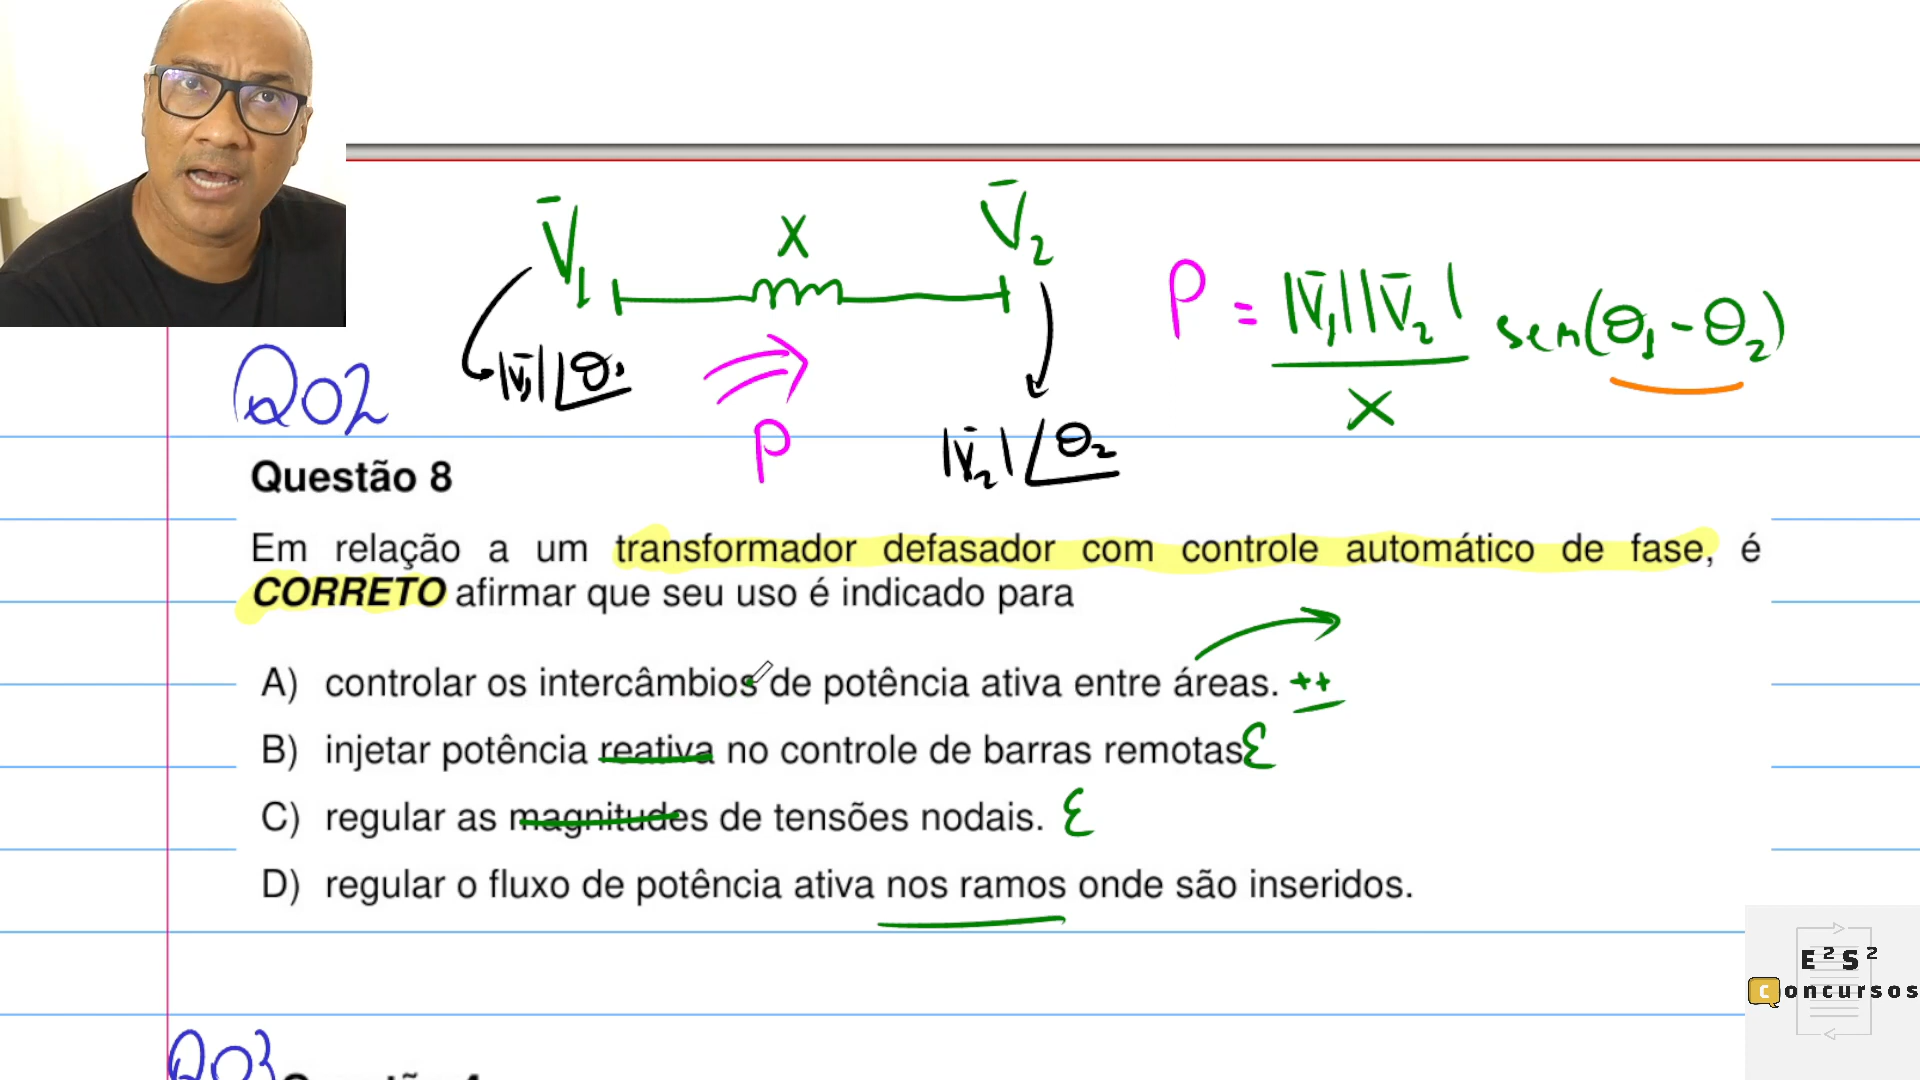 V̄₁ X V̄₂
P = |V̄₁||V̄₂| / X sen(θ₁ - θ₂)
|V̄₁| ∠θ₁
P
|V̄₂| ∠θ₂
Q02
Questão 8
Em relação a um transformador defasador com controle automático de fase, é
CORRETO afirmar que seu uso é indicado para
A) controlar os intercâmbios de potência ativa entre áreas. ++
B) injetar potência reativa no controle de barras remotas ε
C) regular as magnitudes de tensões nodais. ε
D) regular o fluxo de potência ativa nos ramos onde são inseridos.
E²S²
Concursos
Q03